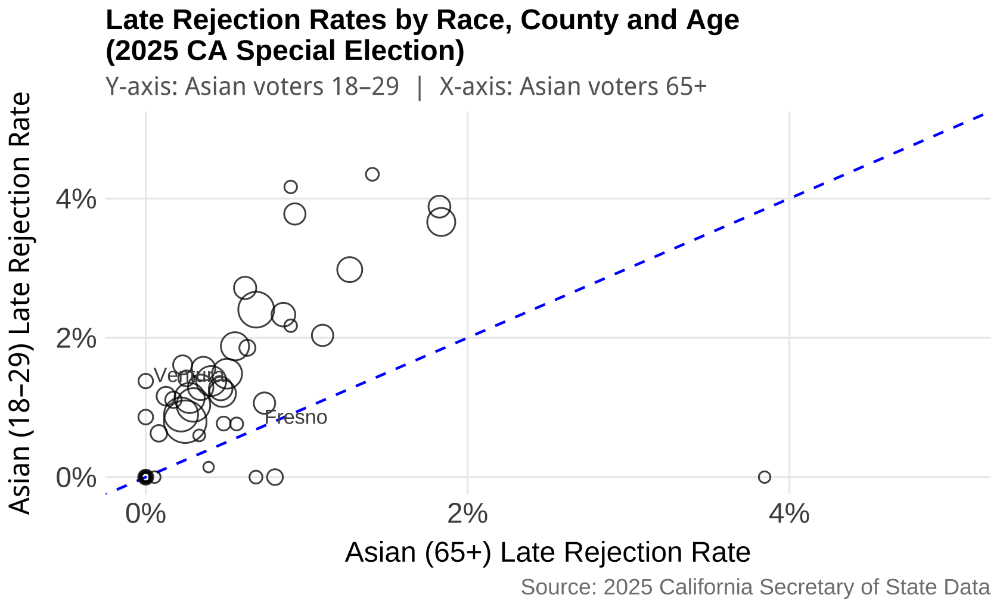 Late Rejection Rates by Race, County and Age
(2025 CA Special Election)
Y-axis: Asian voters 18–29 | X-axis: Asian voters 65+
Asian (18–29) Late Rejection Rate
4%
2%
0%
Ventura
Fresno
0%
2%
4%
Asian (65+) Late Rejection Rate
Source: 2025 California Secretary of State Data